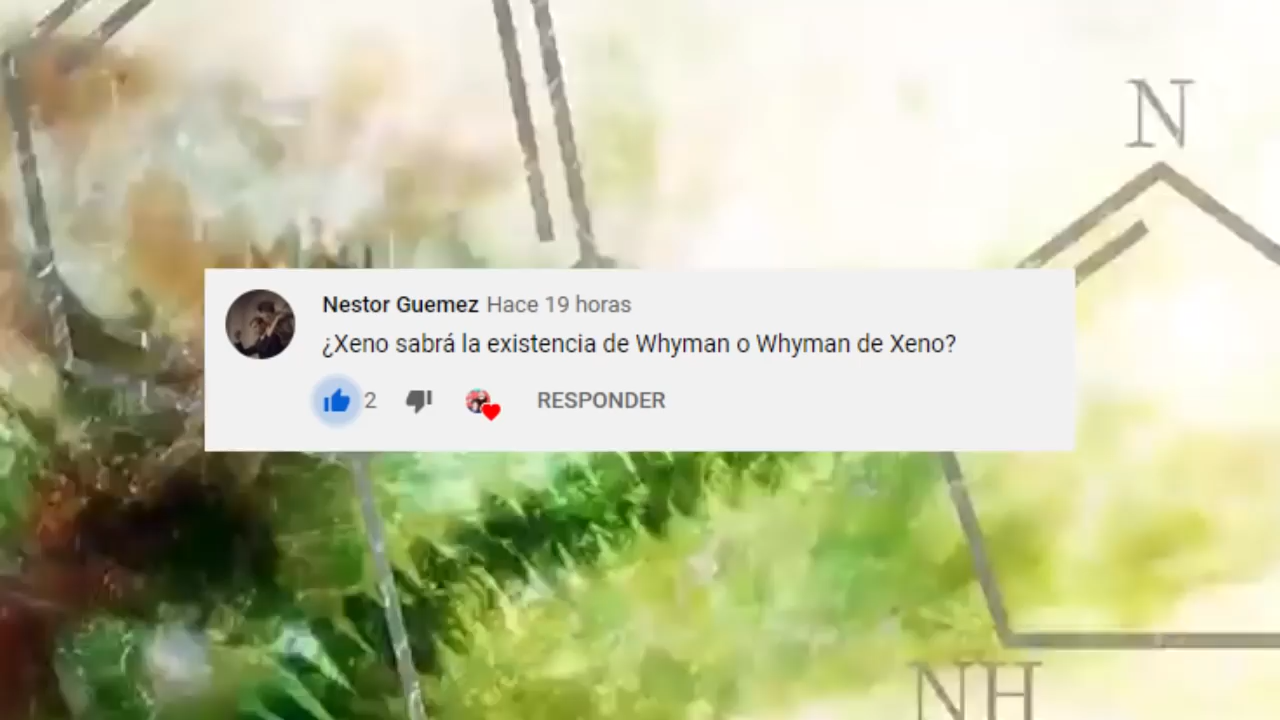 N
Nestor Guemez Hace 19 horas
¿Xeno sabrá la existencia de Whyman o Whyman de Xeno?
2 RESPONDER
NH